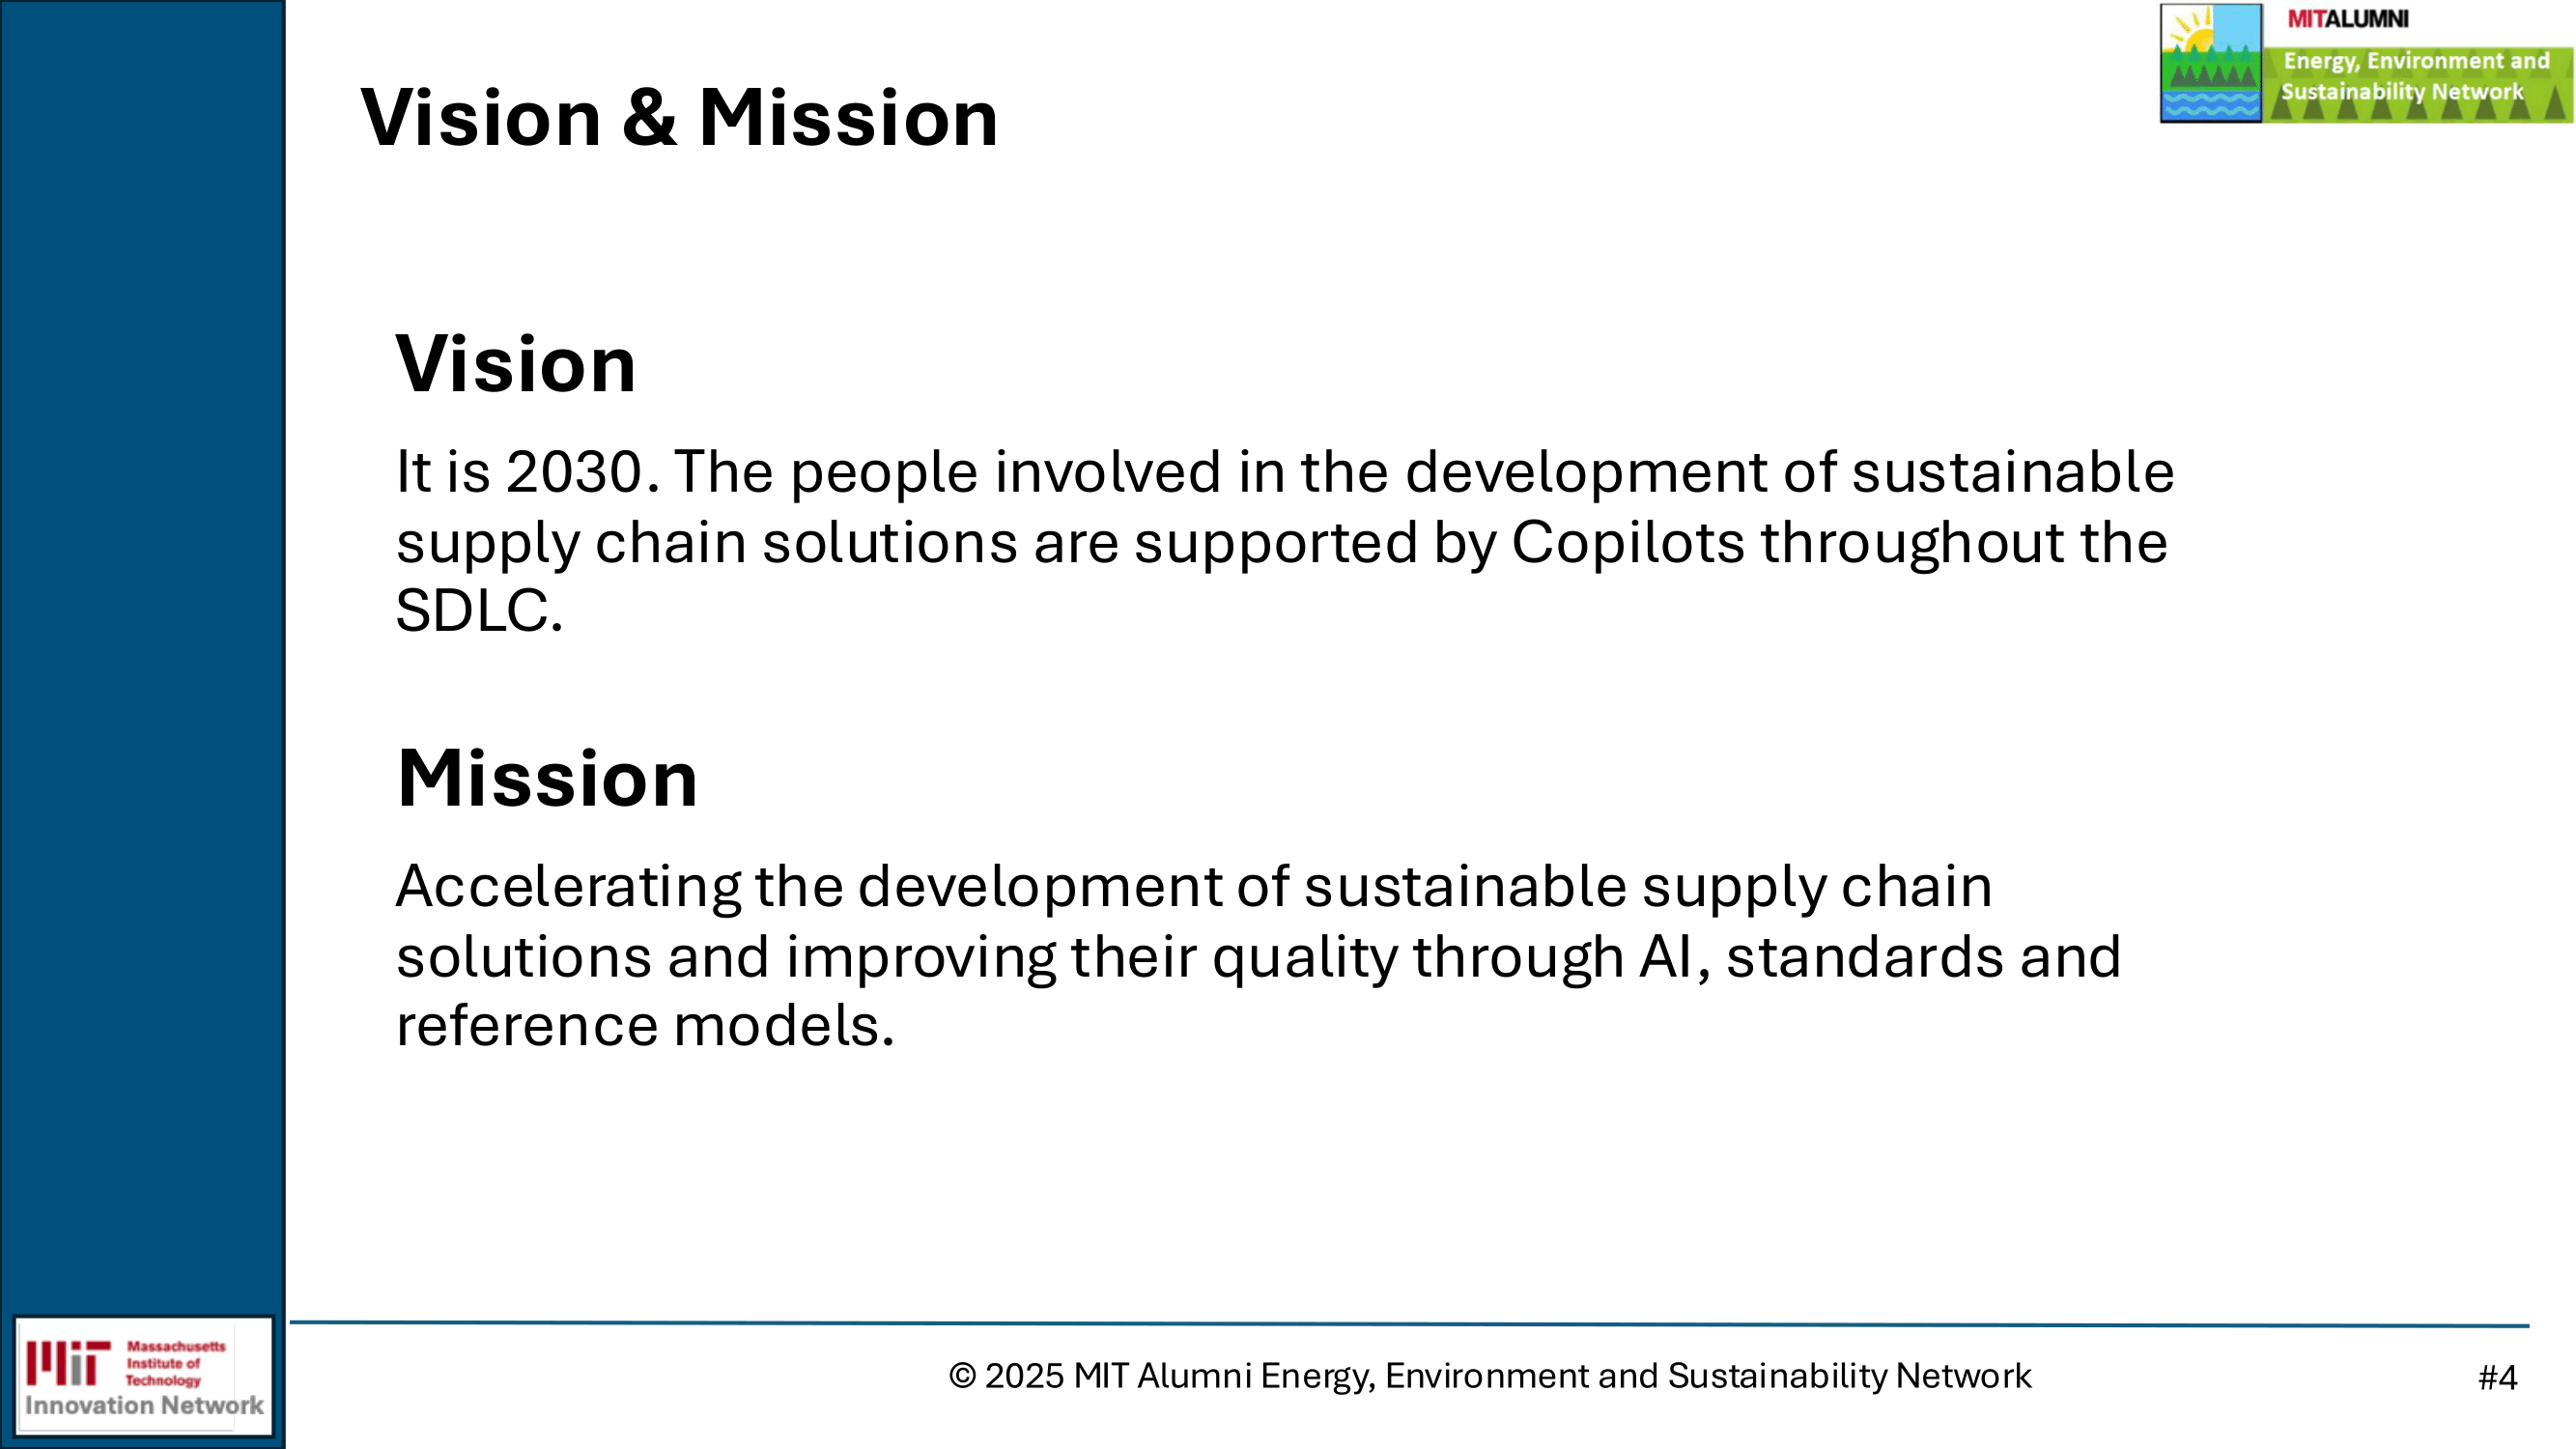 MITALUMNI
Energy, Environment and
Sustainability Network
Vision & Mission
Vision
It is 2030. The people involved in the development of sustainable
supply chain solutions are supported by Copilots throughout the
SDLC.
Mission
Accelerating the development of sustainable supply chain
solutions and improving their quality through AI, standards and
reference models.
MIT
Massachusetts
Institute of
Technology
Innovation Network
© 2025 MIT Alumni Energy, Environment and Sustainability Network
#4